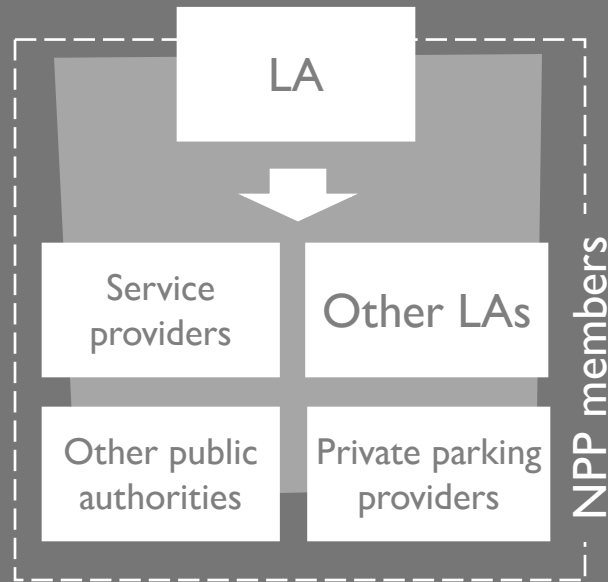 LA
Service
providers
Other LAs
Other public
authorities
Private parking
providers
NPP members